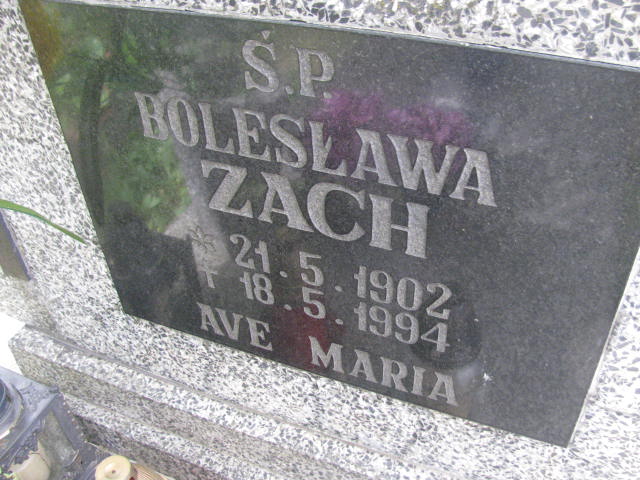 Ś.P.
BOLESŁAWA
ZACH
* 21.5.1902
† 18.5.1994
AVE MARIA